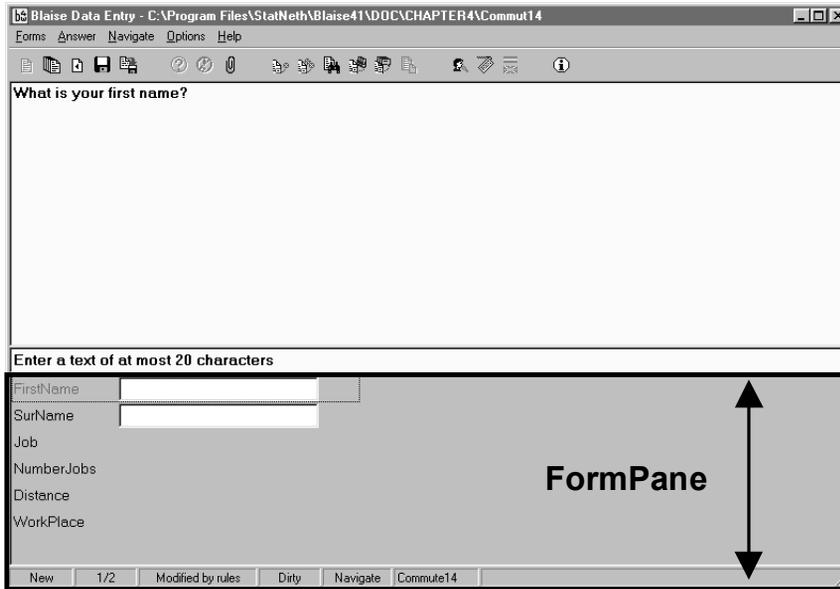 Blaise Data Entry - C:\Program Files\StatNeth\Blaise41\DOC\CHAPTER4\Commut14
Forms Answer Navigate Options Help
What is your first name?
Enter a text of at most 20 characters
FirstName
SurName
Job
NumberJobs
Distance
WorkPlace
FormPane
New 1/2 Modified by rules Dirty Navigate Commute14